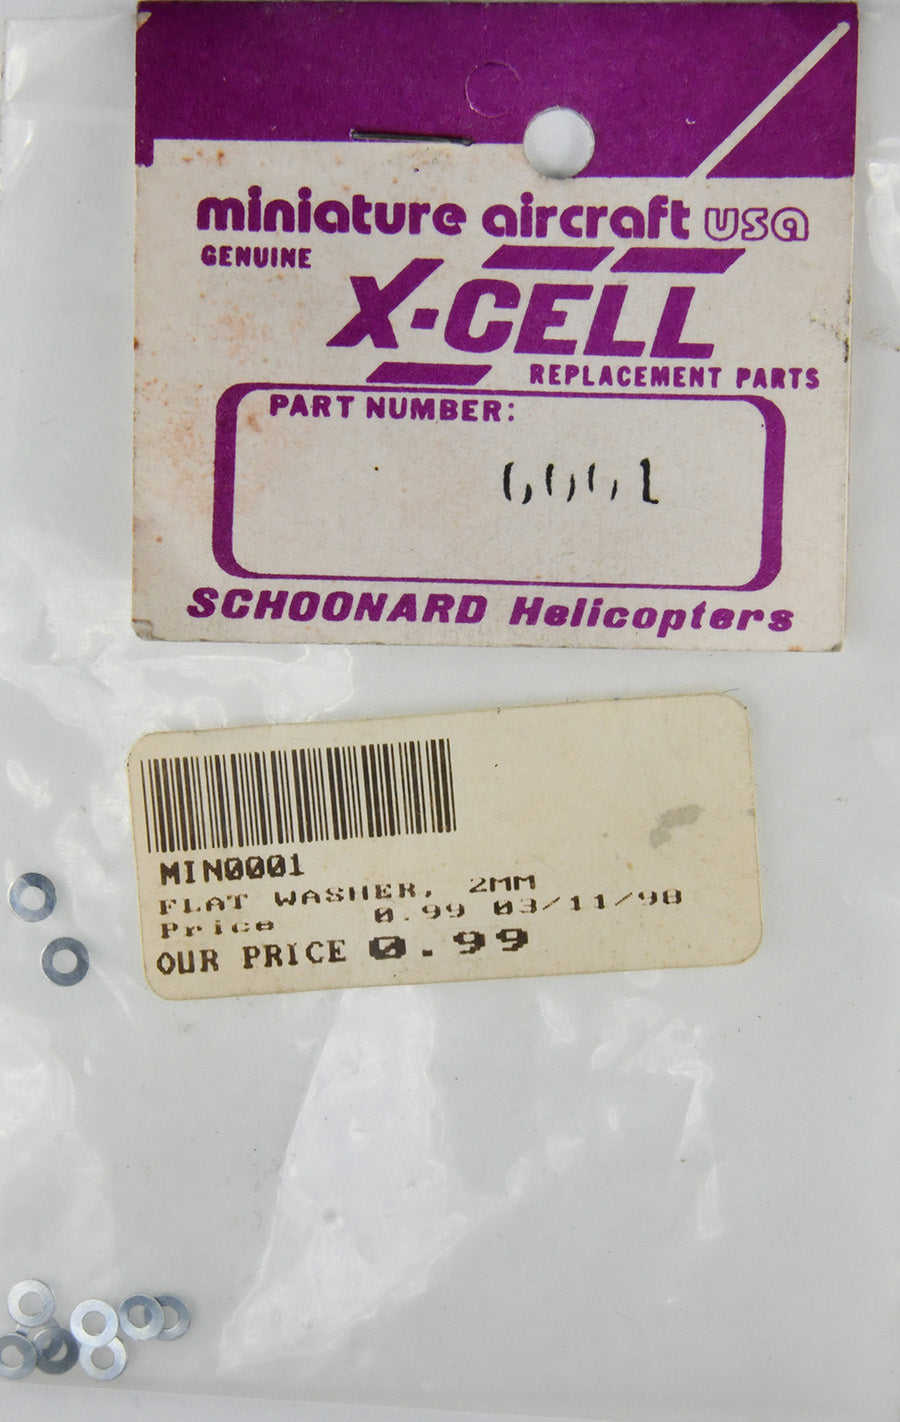 miniature aircraft usa
GENUINE
X-CELL
REPLACEMENT PARTS
PART NUMBER:
0001
SCHOONARD Helicopters
MIN0001
FLAT WASHER, 2MM
Price 0.99 03/11/98
OUR PRICE 0.99